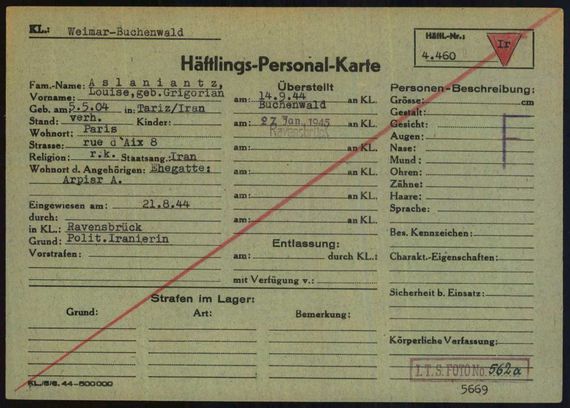 KL.: Weimar-Buchenwald
Häftl.-Nr.:
4.460
Ir
Häftlings-Personal-Karte
Fam.-Name: Aslaniantz,
Vorname: Louise,geb.Grigorian
Geb. am: 5.5.04 in: Tariz/Iran
Stand: verh. Kinder:
Wohnort: Paris
Strasse: rue d'Aix 8
Religion: r.k. Staatsang.: Iran
Wohnort d. Angehörigen: Ehegatte:
Arpiar A.
Eingewiesen am: 21.8.44
durch:
in KL.: Ravensbrück
Grund: Polit.Iranierin
Vorstrafen:
Überstellt
am: 14.9.44 an KL.
Buchenwald
am: 27. Jan. 1945 an KL.
Ravensbrück
am: an KL.
am: an KL.
am: an KL.
am: an KL.
Entlassung:
am: durch KL.:
mit Verfügung v.:
Personen-Beschreibung:
Grösse: cm
Gestalt:
Gesicht:
Augen:
Nase:
Mund:
Ohren:
Zähne:
Haare:
Sprache:
F
Bes. Kennzeichen:
Charakt.-Eigenschaften:
Sicherheit b. Einsatz:
Körperliche Verfassung:
Strafen im Lager:
Grund: Art: Bemerkung:
I.T.S. FOTO No. 562a
5669
KL/5/6.44-500000